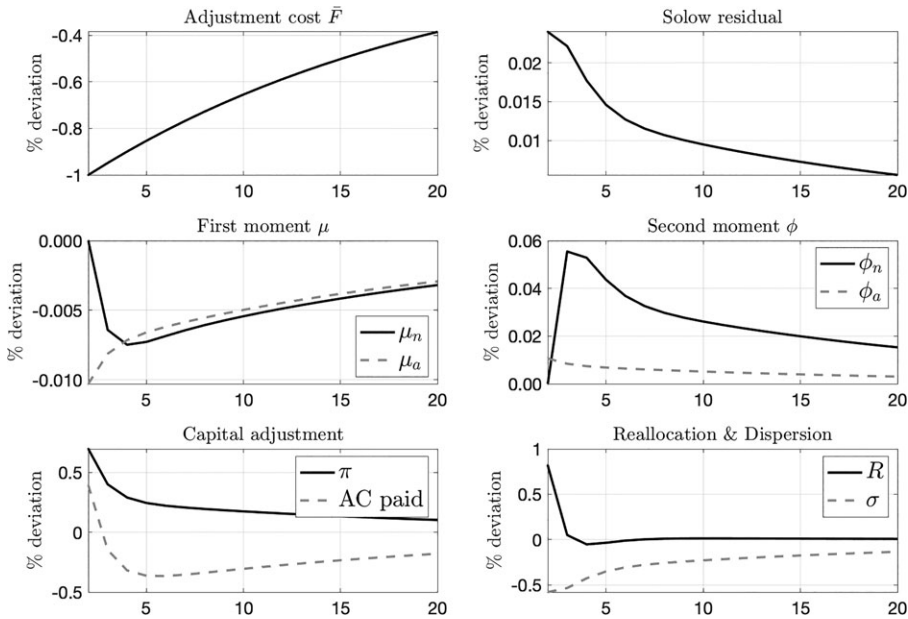 Adjustment cost F̄
% deviation
-0.4
-0.6
-0.8
-1
5
10
15
20
Solow residual
% deviation
0.02
0.015
0.01
5
10
15
20
First moment μ
% deviation
0.000
-0.005
-0.010
μₙ
μₐ
5
10
15
20
Second moment ϕ
% deviation
0.06
0.04
0.02
0.00
ϕₙ
ϕₐ
5
10
15
20
Capital adjustment
% deviation
0.5
0
-0.5
π
AC paid
5
10
15
20
Reallocation & Dispersion
% deviation
1
0.5
0
-0.5
R
σ
5
10
15
20